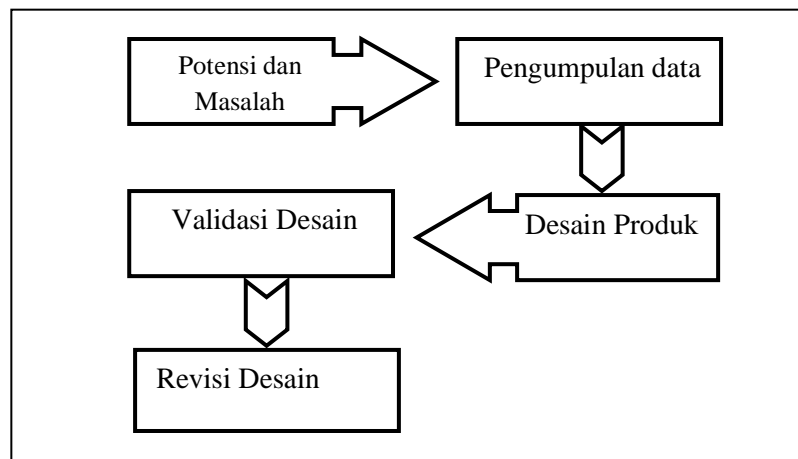 Potensi dan
Masalah
Pengumpulan data
Desain Produk
Validasi Desain
Revisi Desain